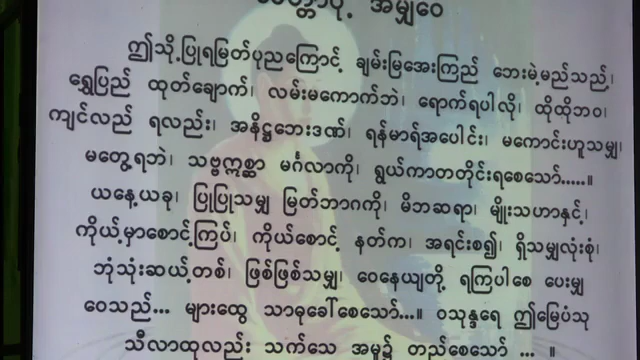 မေတ္တာပို့ အမျှဝေ
ဤသို့ပြုရမြတ်ပုညကြောင့် ချမ်းမြအေးကြည် ဘေးမဲ့မည်သည့်၊
ရွှေပြည် ထုတ်ချောက်၊ လမ်းမကောက်ဘဲ၊ ရောက်ရပါလို၊ ထိုထိုဘဝ၊
ကျင်လည် ရလည်း၊ အနိဋ္ဌဘေးဒဏ်၊ ရန်မာရ်အပေါင်း၊ မကောင်းဟူသမျှ၊
မတွေ့ရဘဲ၊ သဗ္ဗဣစ္ဆာ မင်္ဂလာကို၊ ရွယ်ကာတတိုင်းရစေသော်.....။
ယနေ့ယခု၊ ပြုပြုသမျှ မြတ်ဘာဂကို၊ မိဘဆရာ၊ မျိုးသဟာနှင့်၊
ကိုယ့်မှာစောင့်ကြပ်၊ ကိုယ်စောင့် နတ်က၊ အရင်းစ၍၊ ရှိသမျှလုံးစုံ၊
ဘုံသုံးဆယ့်တစ်၊ ဖြစ်ဖြစ်သမျှ၊ ဝေနေယျတို့ ရကြပါစေ ပေးမျှ
ဝေသည်... များထွေ သာဓုခေါ်စေသော်...။ ဝသုန္ဒရေ ဤမြေပံသု
သီလာထုလည်း သက်သေ အမှု၌ တည်စေသော် ... ။